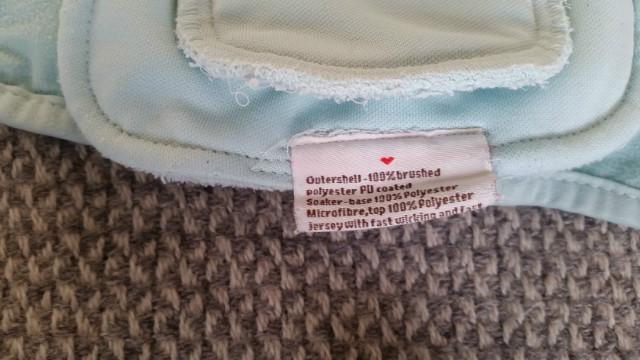 Outershell -100% brushed
polyester PU coated
Soaker-base 100% Polyester
Microfibre,top 100% Polyester
Jersey with fast wicking and fast